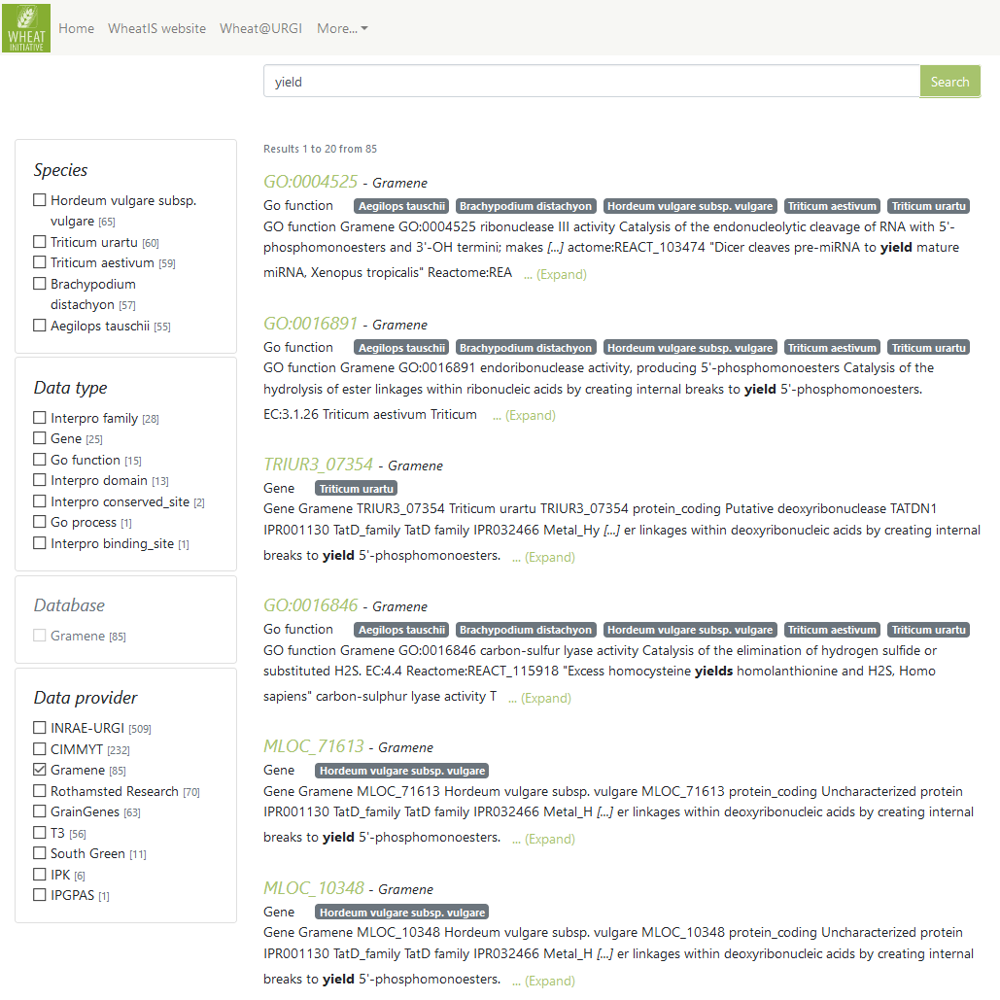 WHEAT
INITIATIVE
Home WheatIS website Wheat@URGI More...
yield Search
Species
Hordeum vulgare subsp.
vulgare [65]
Triticum urartu [60]
Triticum aestivum [59]
Brachypodium
distachyon [57]
Aegilops tauschii [55]
Data type
Interpro family [28]
Gene [25]
Go function [15]
Interpro domain [13]
Interpro conserved_site [2]
Go process [1]
Interpro binding_site [1]
Database
Gramene [85]
Data provider
INRAE-URGI [509]
CIMMYT [232]
Gramene [85]
Rothamsted Research [70]
GrainGenes [63]
T3 [56]
South Green [11]
IPK [6]
IPGPAS [1]
Results 1 to 20 from 85
GO:0004525 - Gramene
Go function Aegilops tauschii Brachypodium distachyon Hordeum vulgare subsp. vulgare Triticum aestivum Triticum urartu
GO function Gramene GO:0004525 ribonuclease III activity Catalysis of the endonucleolytic cleavage of RNA with 5'-
phosphomonoesters and 3'-OH termini; makes [...] actome:REACT_103474 "Dicer cleaves pre-miRNA to yield mature
miRNA, Xenopus tropicalis" Reactome:REA ... (Expand)
GO:0016891 - Gramene
Go function Aegilops tauschii Brachypodium distachyon Hordeum vulgare subsp. vulgare Triticum aestivum Triticum urartu
GO function Gramene GO:0016891 endoribonuclease activity, producing 5'-phosphomonoesters Catalysis of the
hydrolysis of ester linkages within ribonucleic acids by creating internal breaks to yield 5'-phosphomonoesters.
EC:3.1.26 Triticum aestivum Triticum ... (Expand)
TRIUR3_07354 - Gramene
Gene Triticum urartu
Gene Gramene TRIUR3_07354 Triticum urartu TRIUR3_07354 protein_coding Putative deoxyribonuclease TATDN1
IPR001130 TatD_family TatD family IPR032466 Metal_Hy [...] er linkages within deoxyribonucleic acids by creating internal
breaks to yield 5'-phosphomonoesters. ... (Expand)
GO:0016846 - Gramene
Go function Aegilops tauschii Brachypodium distachyon Hordeum vulgare subsp. vulgare Triticum aestivum Triticum urartu
GO function Gramene GO:0016846 carbon-sulfur lyase activity Catalysis of the elimination of hydrogen sulfide or
substituted H2S. EC:4.4 Reactome:REACT_115918 "Excess homocysteine yields homolanthionine and H2S, Homo
sapiens" carbon-sulphur lyase activity T ... (Expand)
MLOC_71613 - Gramene
Gene Hordeum vulgare subsp. vulgare
Gene Gramene MLOC_71613 Hordeum vulgare subsp. vulgare MLOC_71613 protein_coding Uncharacterized protein
IPR001130 TatD_family TatD family IPR032466 Metal_H [...] er linkages within deoxyribonucleic acids by creating internal
breaks to yield 5'-phosphomonoesters. ... (Expand)
MLOC_10348 - Gramene
Gene Hordeum vulgare subsp. vulgare
Gene Gramene MLOC_10348 Hordeum vulgare subsp. vulgare MLOC_10348 protein_coding Uncharacterized protein
IPR001130 TatD_family TatD family IPR032466 Metal_H [...] er linkages within deoxyribonucleic acids by creating internal
breaks to yield 5'-phosphomonoesters. ... (Expand)